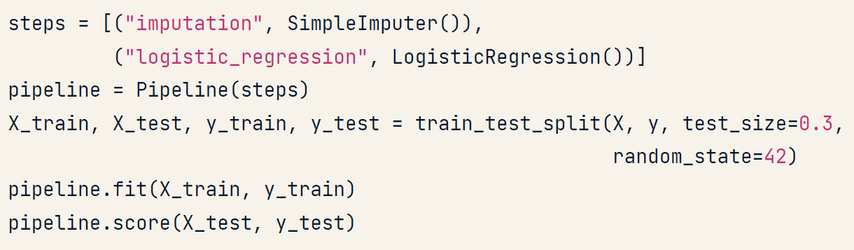 steps = [("imputation", SimpleImputer()),
         ("logistic_regression", LogisticRegression())]
pipeline = Pipeline(steps)
X_train, X_test, y_train, y_test = train_test_split(X, y, test_size=0.3,
                                                    random_state=42)
pipeline.fit(X_train, y_train)
pipeline.score(X_test, y_test)